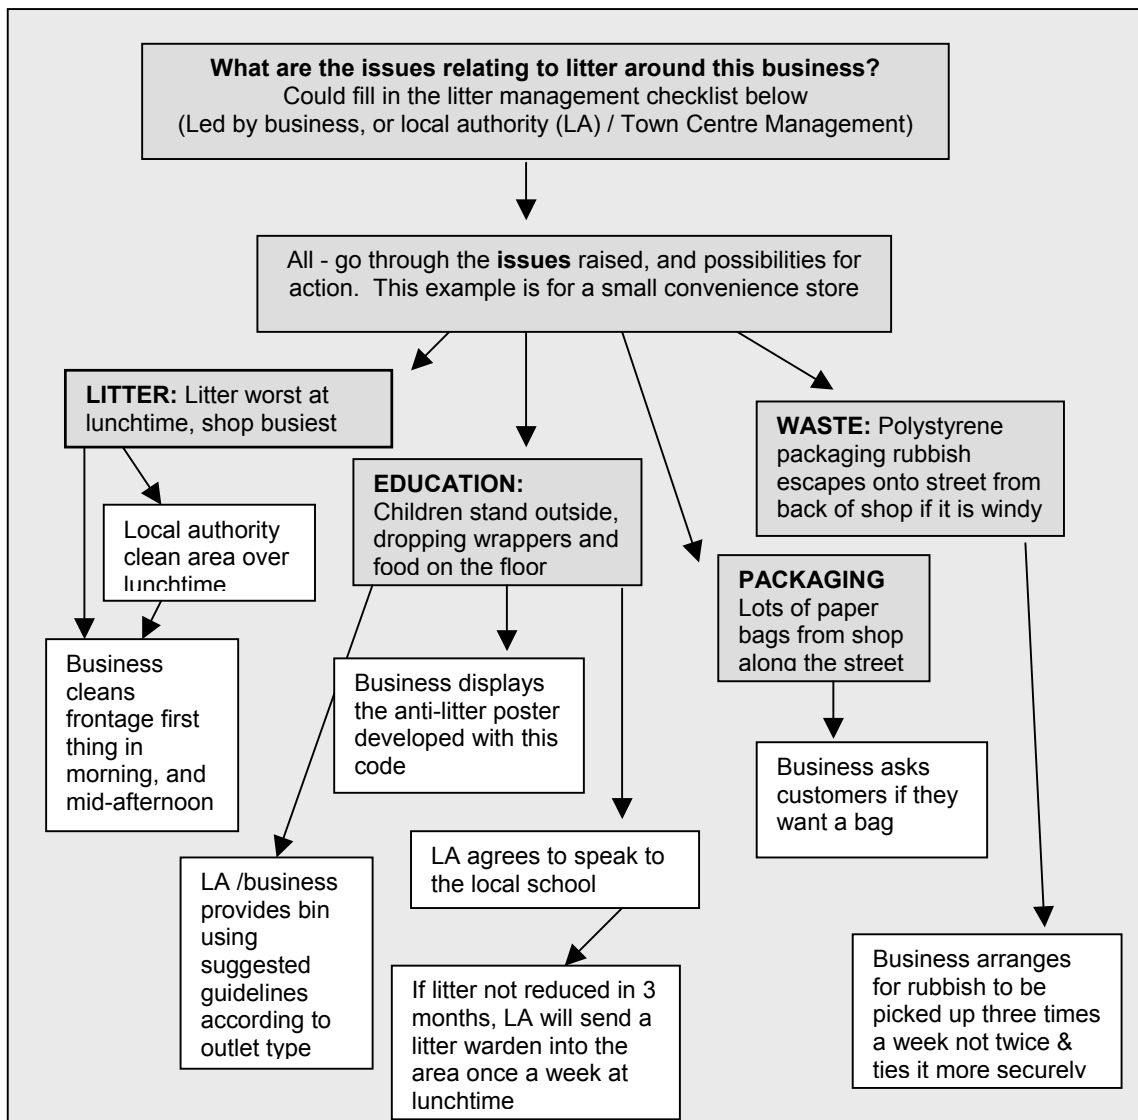 What are the issues relating to litter around this business?
Could fill in the litter management checklist below
(Led by business, or local authority (LA) / Town Centre Management)
All - go through the issues raised, and possibilities for
action.  This example is for a small convenience store
LITTER: Litter worst at
lunchtime, shop busiest
Local authority
clean area over
lunchtime
Business
cleans
frontage first
thing in
morning, and
mid-afternoon
EDUCATION:
Children stand outside,
dropping wrappers and
food on the floor
LA /business
provides bin
using
suggested
guidelines
according to
outlet type
Business displays
the anti-litter poster
developed with this
code
LA agrees to speak to
the local school
If litter not reduced in 3
months, LA will send a
litter warden into the
area once a week at
lunchtime
PACKAGING
Lots of paper
bags from shop
along the street
Business asks
customers if they
want a bag
WASTE: Polystyrene
packaging rubbish
escapes onto street from
back of shop if it is windy
Business arranges
for rubbish to be
picked up three times
a week not twice &
ties it more securely